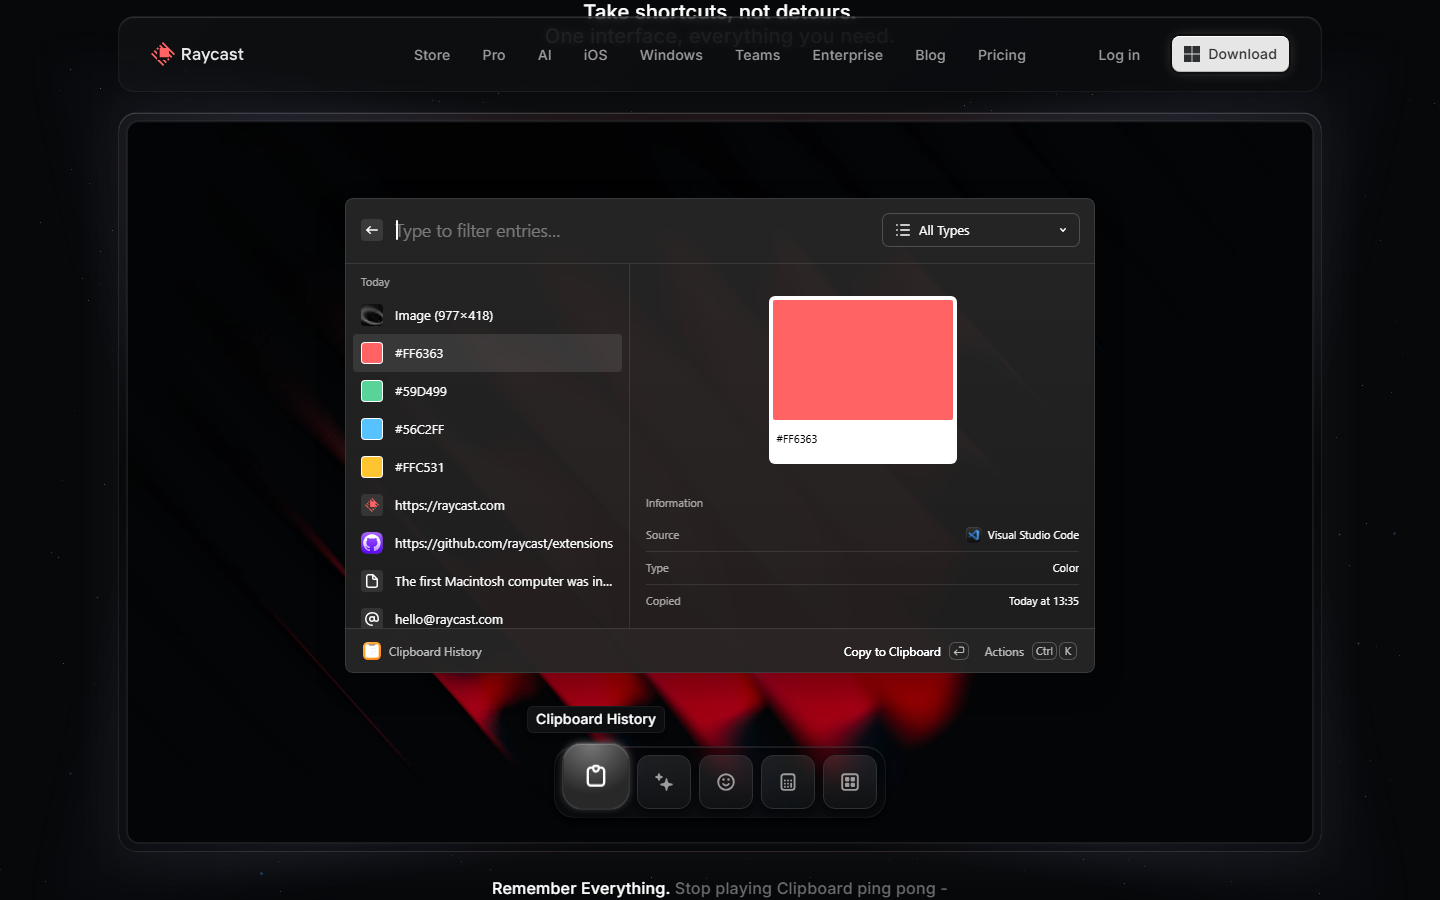 Take shortcuts, not detours.
One interface, everything you need.
Raycast
Store
Pro
AI
iOS
Windows
Teams
Enterprise
Blog
Pricing
Log in
Download
Type to filter entries...
All Types
Today
Image (977×418)
#FF6363
#59D499
#56C2FF
#FFC531
https://raycast.com
https://github.com/raycast/extensions
The first Macintosh computer was in...
hello@raycast.com
#FF6363
Information
Source
Visual Studio Code
Type
Color
Copied
Today at 13:35
Clipboard History
Copy to Clipboard
Actions
Ctrl
K
Clipboard History
Remember Everything. Stop playing Clipboard ping pong -